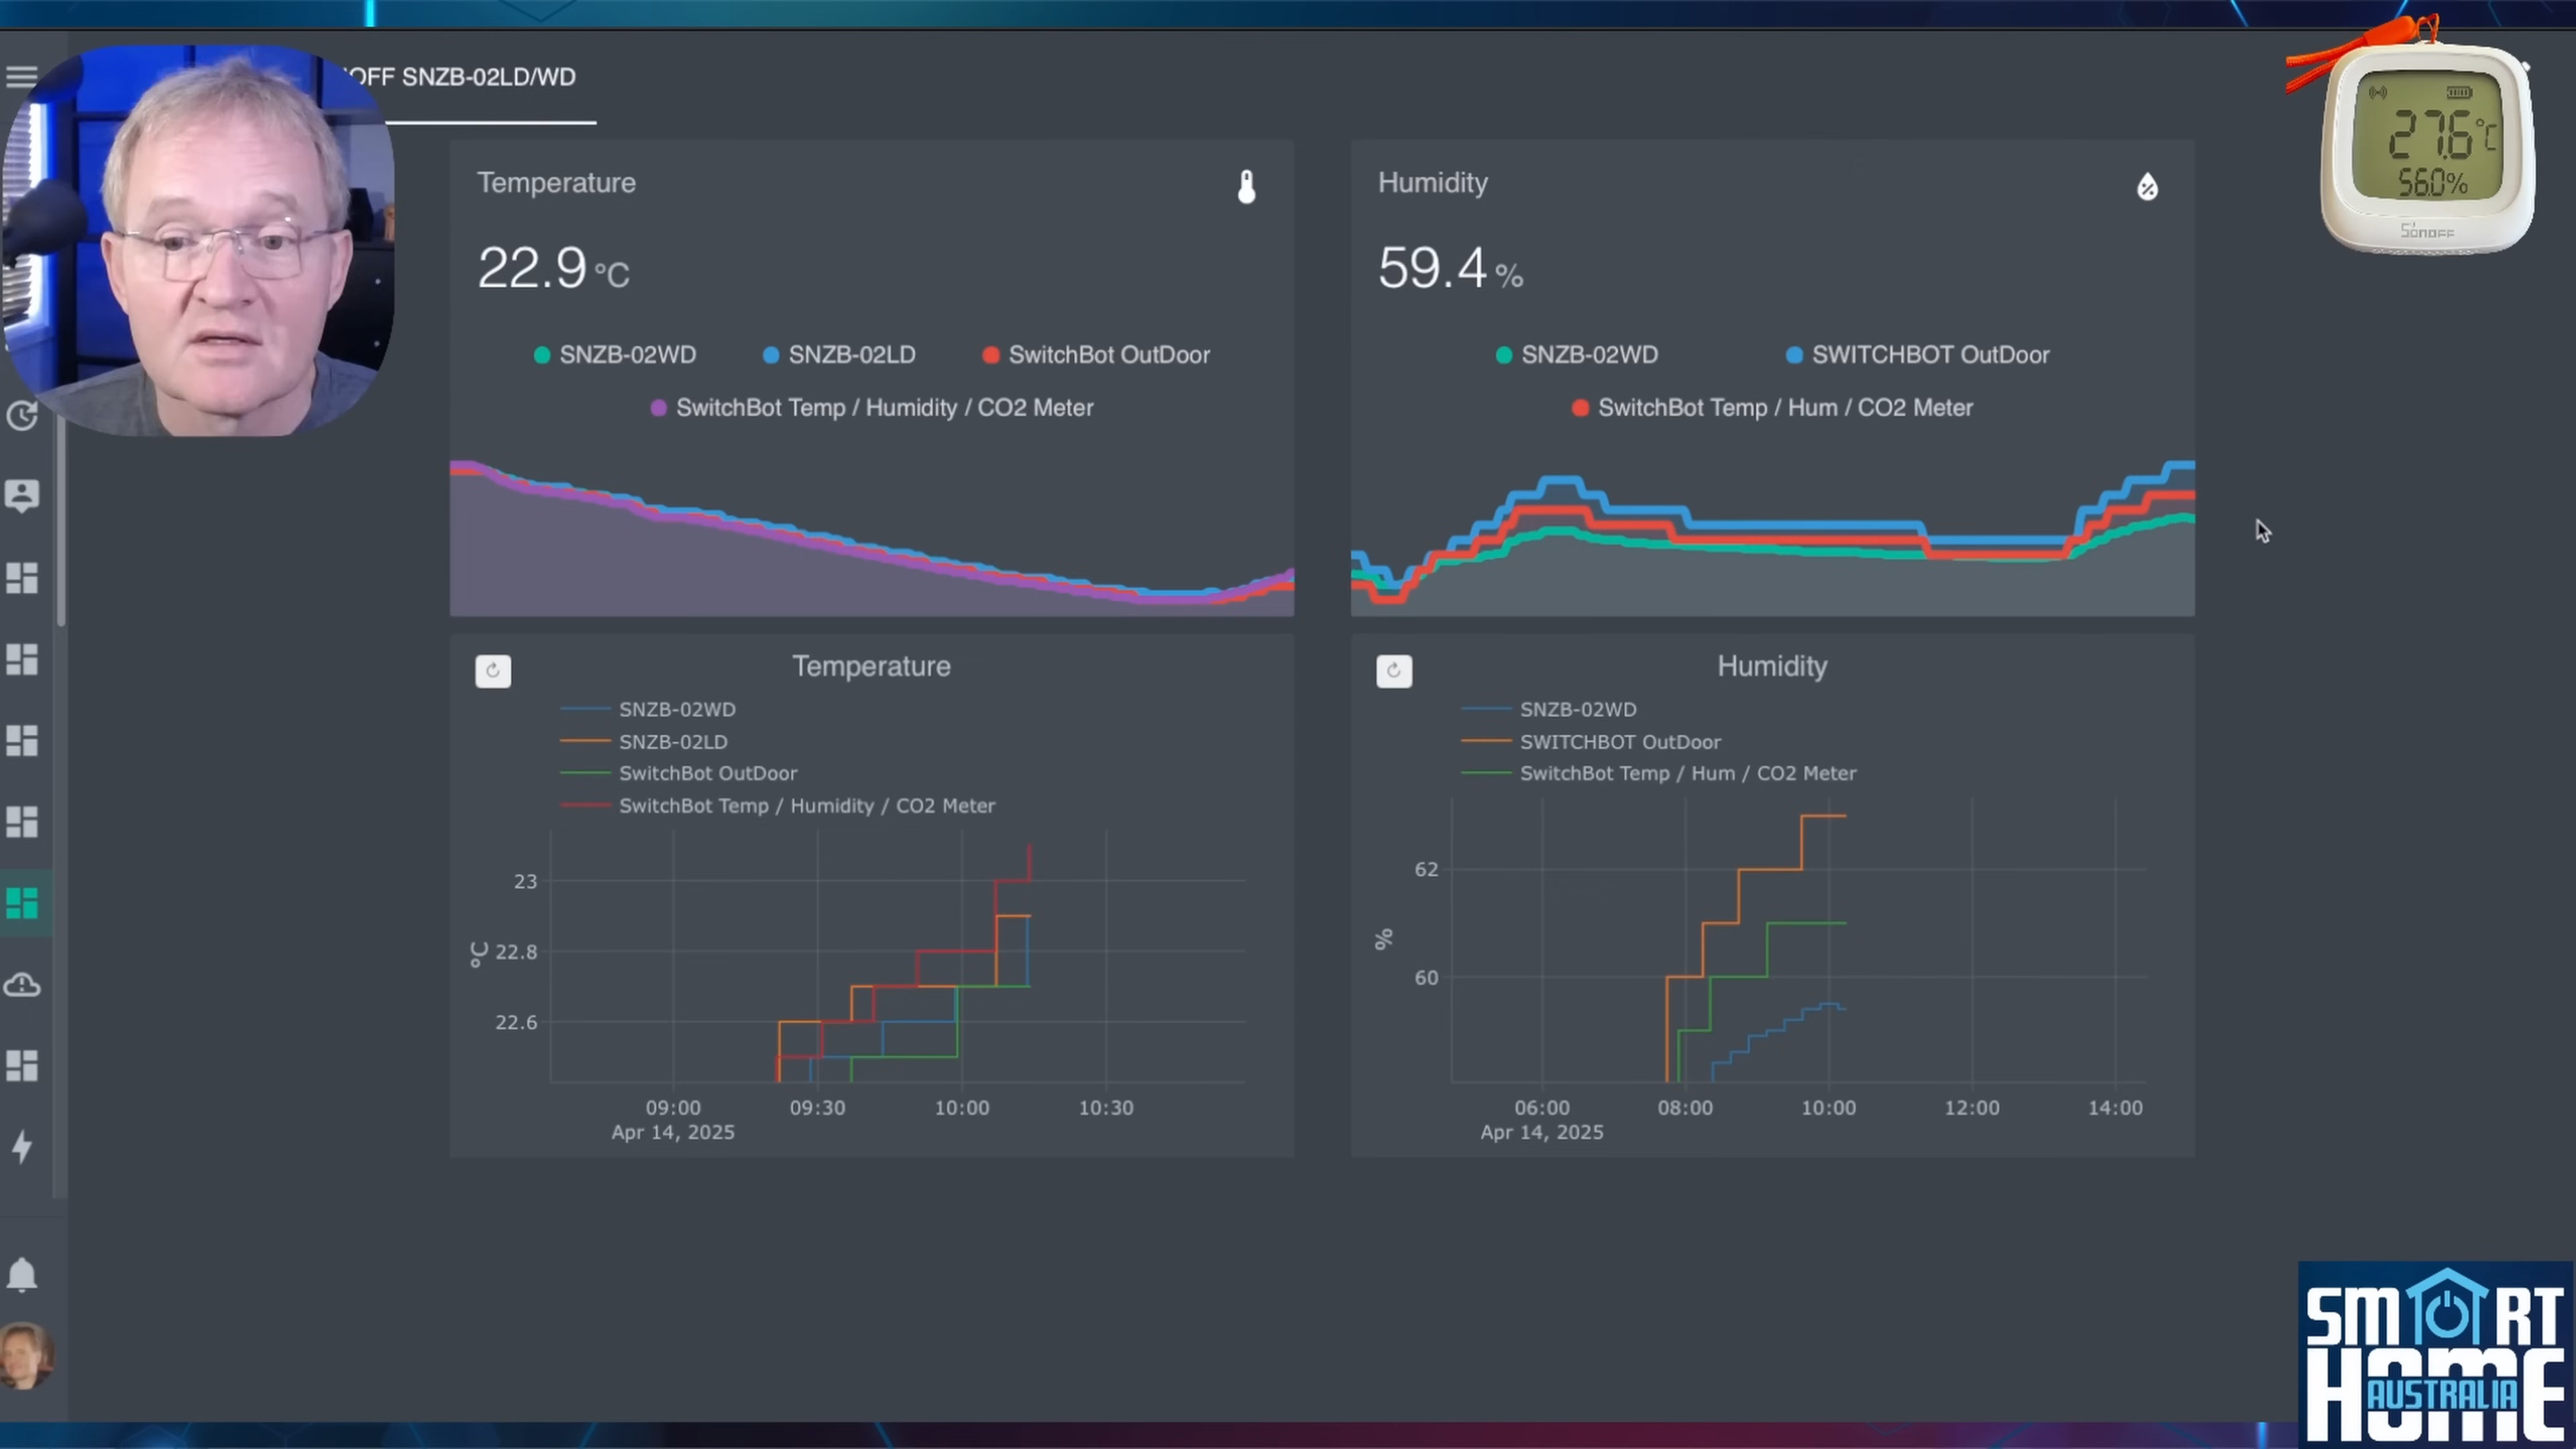 OFF SNZB-02LD/WD
27.6°C
56.0%
SONOFF
Temperature
22.9 °C
SNZB-02WD
SNZB-02LD
SwitchBot OutDoor
SwitchBot Temp / Humidity / CO2 Meter
Humidity
59.4 %
SNZB-02WD
SWITCHBOT OutDoor
SwitchBot Temp / Hum / CO2 Meter
Temperature
SNZB-02WD
SNZB-02LD
SwitchBot OutDoor
SwitchBot Temp / Humidity / CO2 Meter
°C
23
22.8
22.6
09:00 09:30 10:00 10:30
Apr 14, 2025
Humidity
SNZB-02WD
SWITCHBOT OutDoor
SwitchBot Temp / Hum / CO2 Meter
%
62
60
06:00 08:00 10:00 12:00 14:00
Apr 14, 2025
SMART
HOME
AUSTRALIA